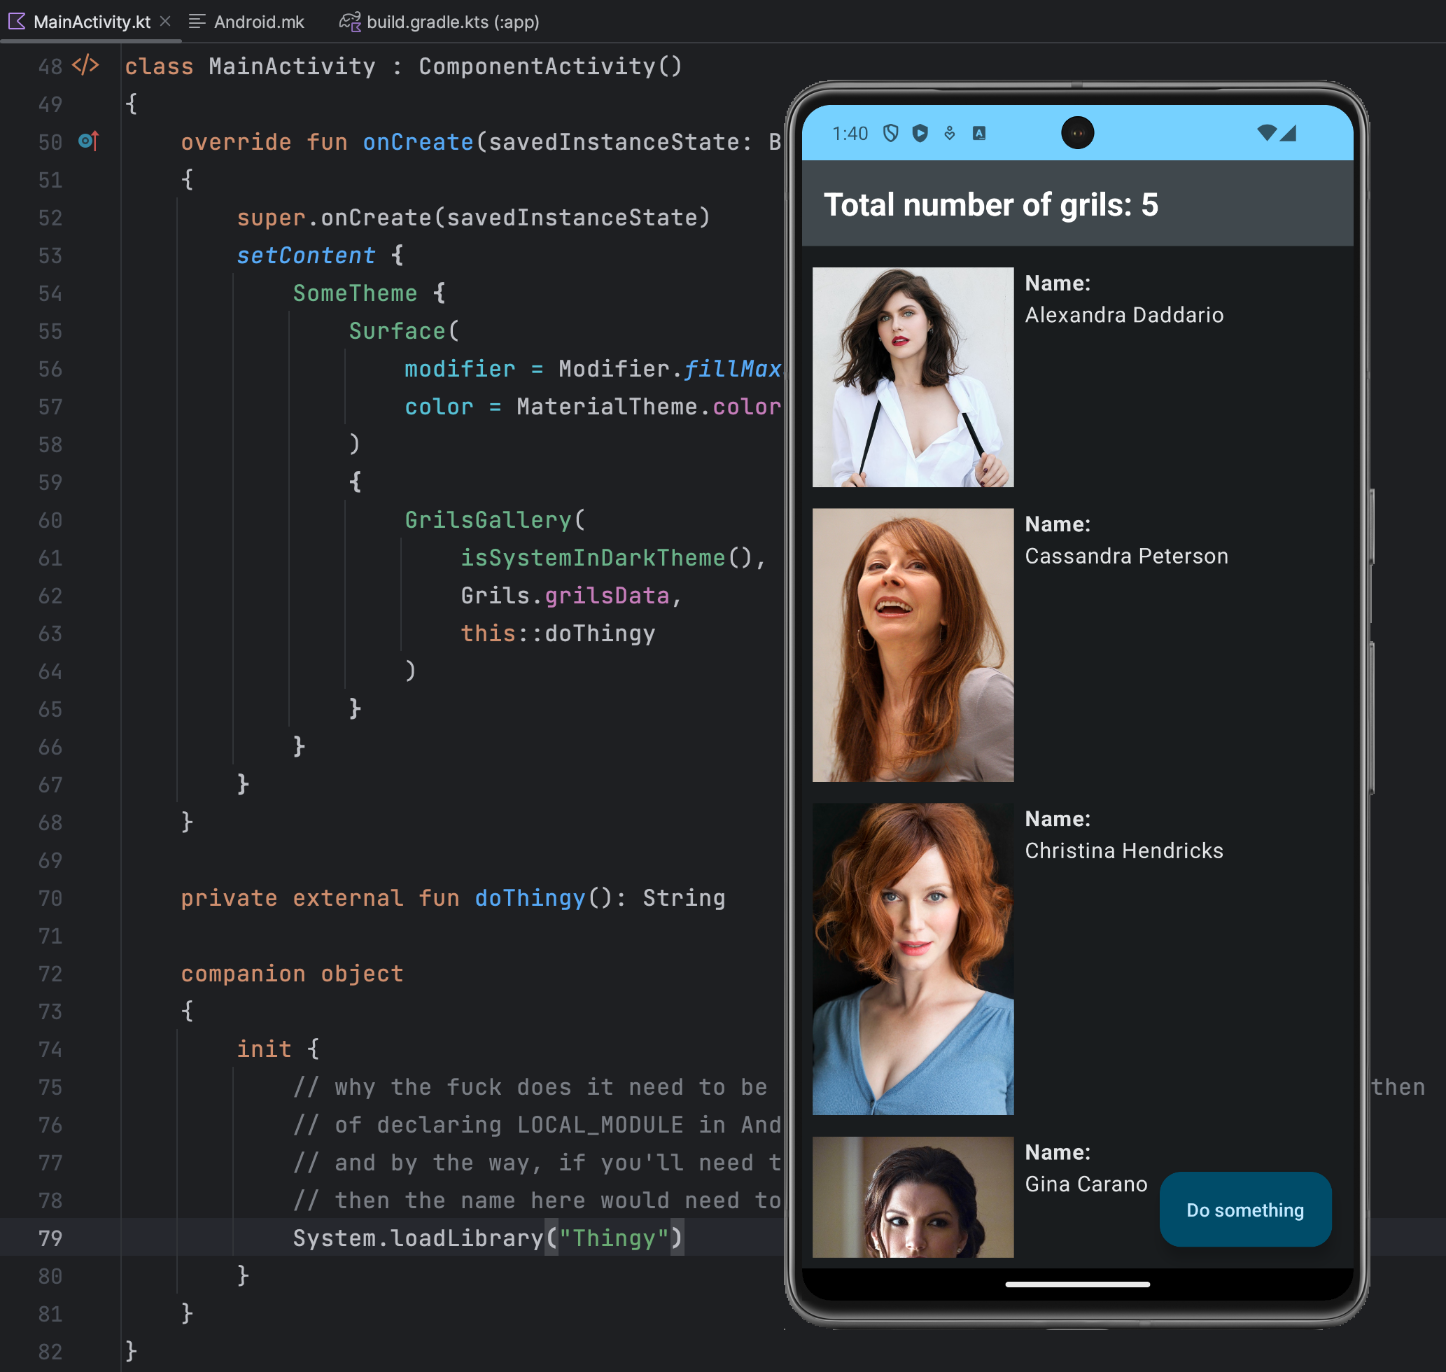 MainActivity.kt
Android.mk
build.gradle.kts (:app)
48 class MainActivity : ComponentActivity()
49 {
50 override fun onCreate(savedInstanceState: B
51 {
52 super.onCreate(savedInstanceState)
53 setContent {
54 SomeTheme {
55 Surface(
56 modifier = Modifier.fillMax
57 color = MaterialTheme.color
58 )
59 {
60 GrilsGallery(
61 isSystemInDarkTheme(),
62 Grils.grilsData,
63 this::doThingy
64 )
65 }
66 }
67 }
68 }
69
70 private external fun doThingy(): String
71
72 companion object
73 {
74 init {
75 // why the fuck does it need to be then
76 // of declaring LOCAL_MODULE in And
77 // and by the way, if you'll need t
78 // then the name here would need to
79 System.loadLibrary("Thingy")
80 }
81 }
82 }
1:40
Total number of grils: 5
Name:
Alexandra Daddario
Name:
Cassandra Peterson
Name:
Christina Hendricks
Name:
Gina Carano
Do something